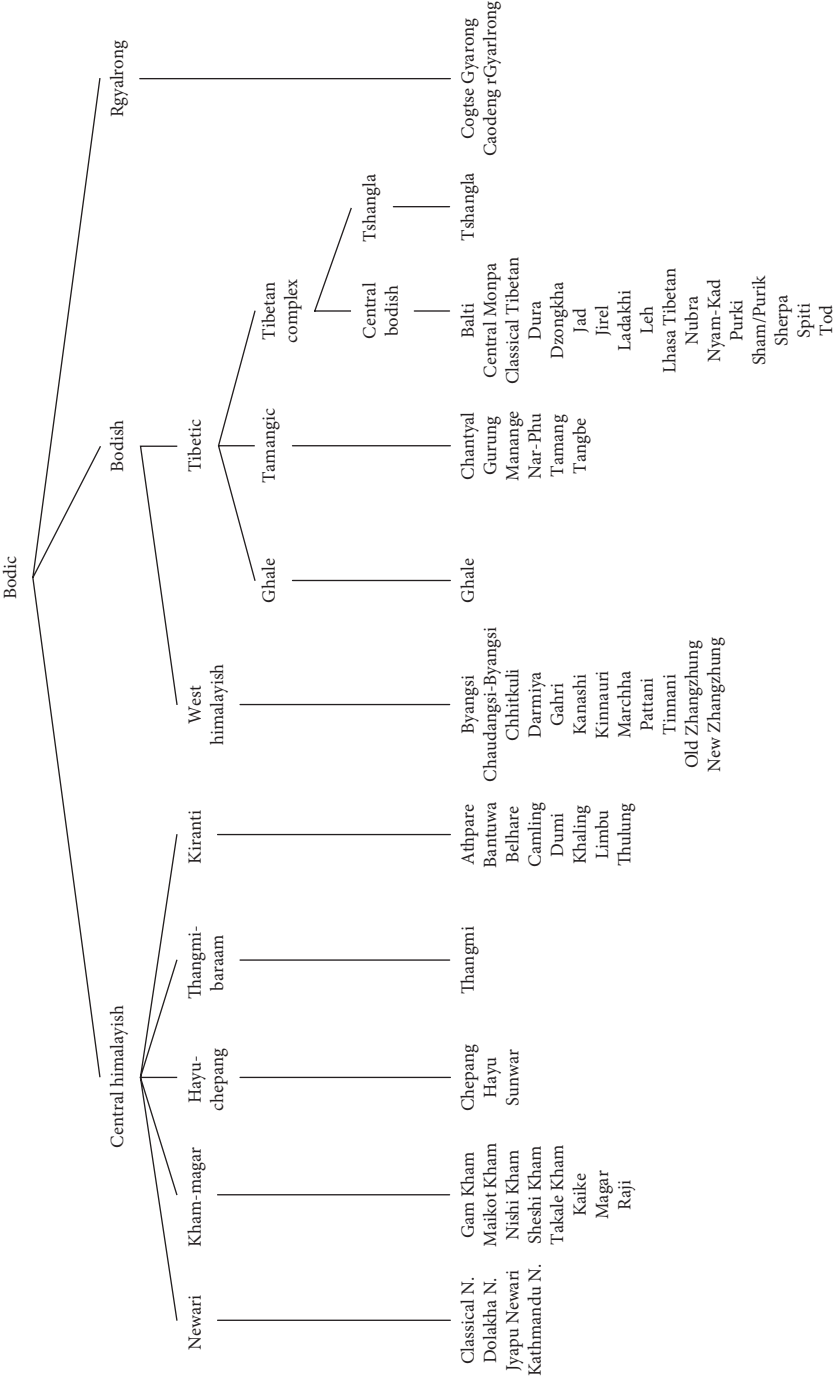 Bodic
Central himalayish
Bodish
Rgyalrong
Newari
Kham-magar
Hayu-
chepang
Thangmi-
baraam
Kiranti
West
himalayish
Tibetic
Ghale
Tamangic
Tibetan
complex
Central
bodish
Tshangla
Classical N.
Dolakha N.
Jyapu Newari
Kathmandu N.
Gam Kham
Maikot Kham
Nishi Kham
Sheshi Kham
Takale Kham
Kaike
Magar
Raji
Chepang
Hayu
Sunwar
Thangmi
Athpare
Bantuwa
Belhare
Camling
Dumi
Khaling
Limbu
Thulung
Byangsi
Chaudangsi-Byangsi
Chhitkuli
Darmiya
Gahri
Kanashi
Kinnauri
Marchha
Pattani
Tinnani
Old Zhangzhung
New Zhangzhung
Ghale
Chantyal
Gurung
Manange
Nar-Phu
Tamang
Tangbe
Balti
Central Monpa
Classical Tibetan
Dura
Dzongkha
Jad
Jirel
Ladakhi
Leh
Lhasa Tibetan
Nubra
Nyam-Kad
Purki
Sham/Purik
Sherpa
Spiti
Tod
Tshangla
Cogtse Gyarong
Caodeng rGyarlrong